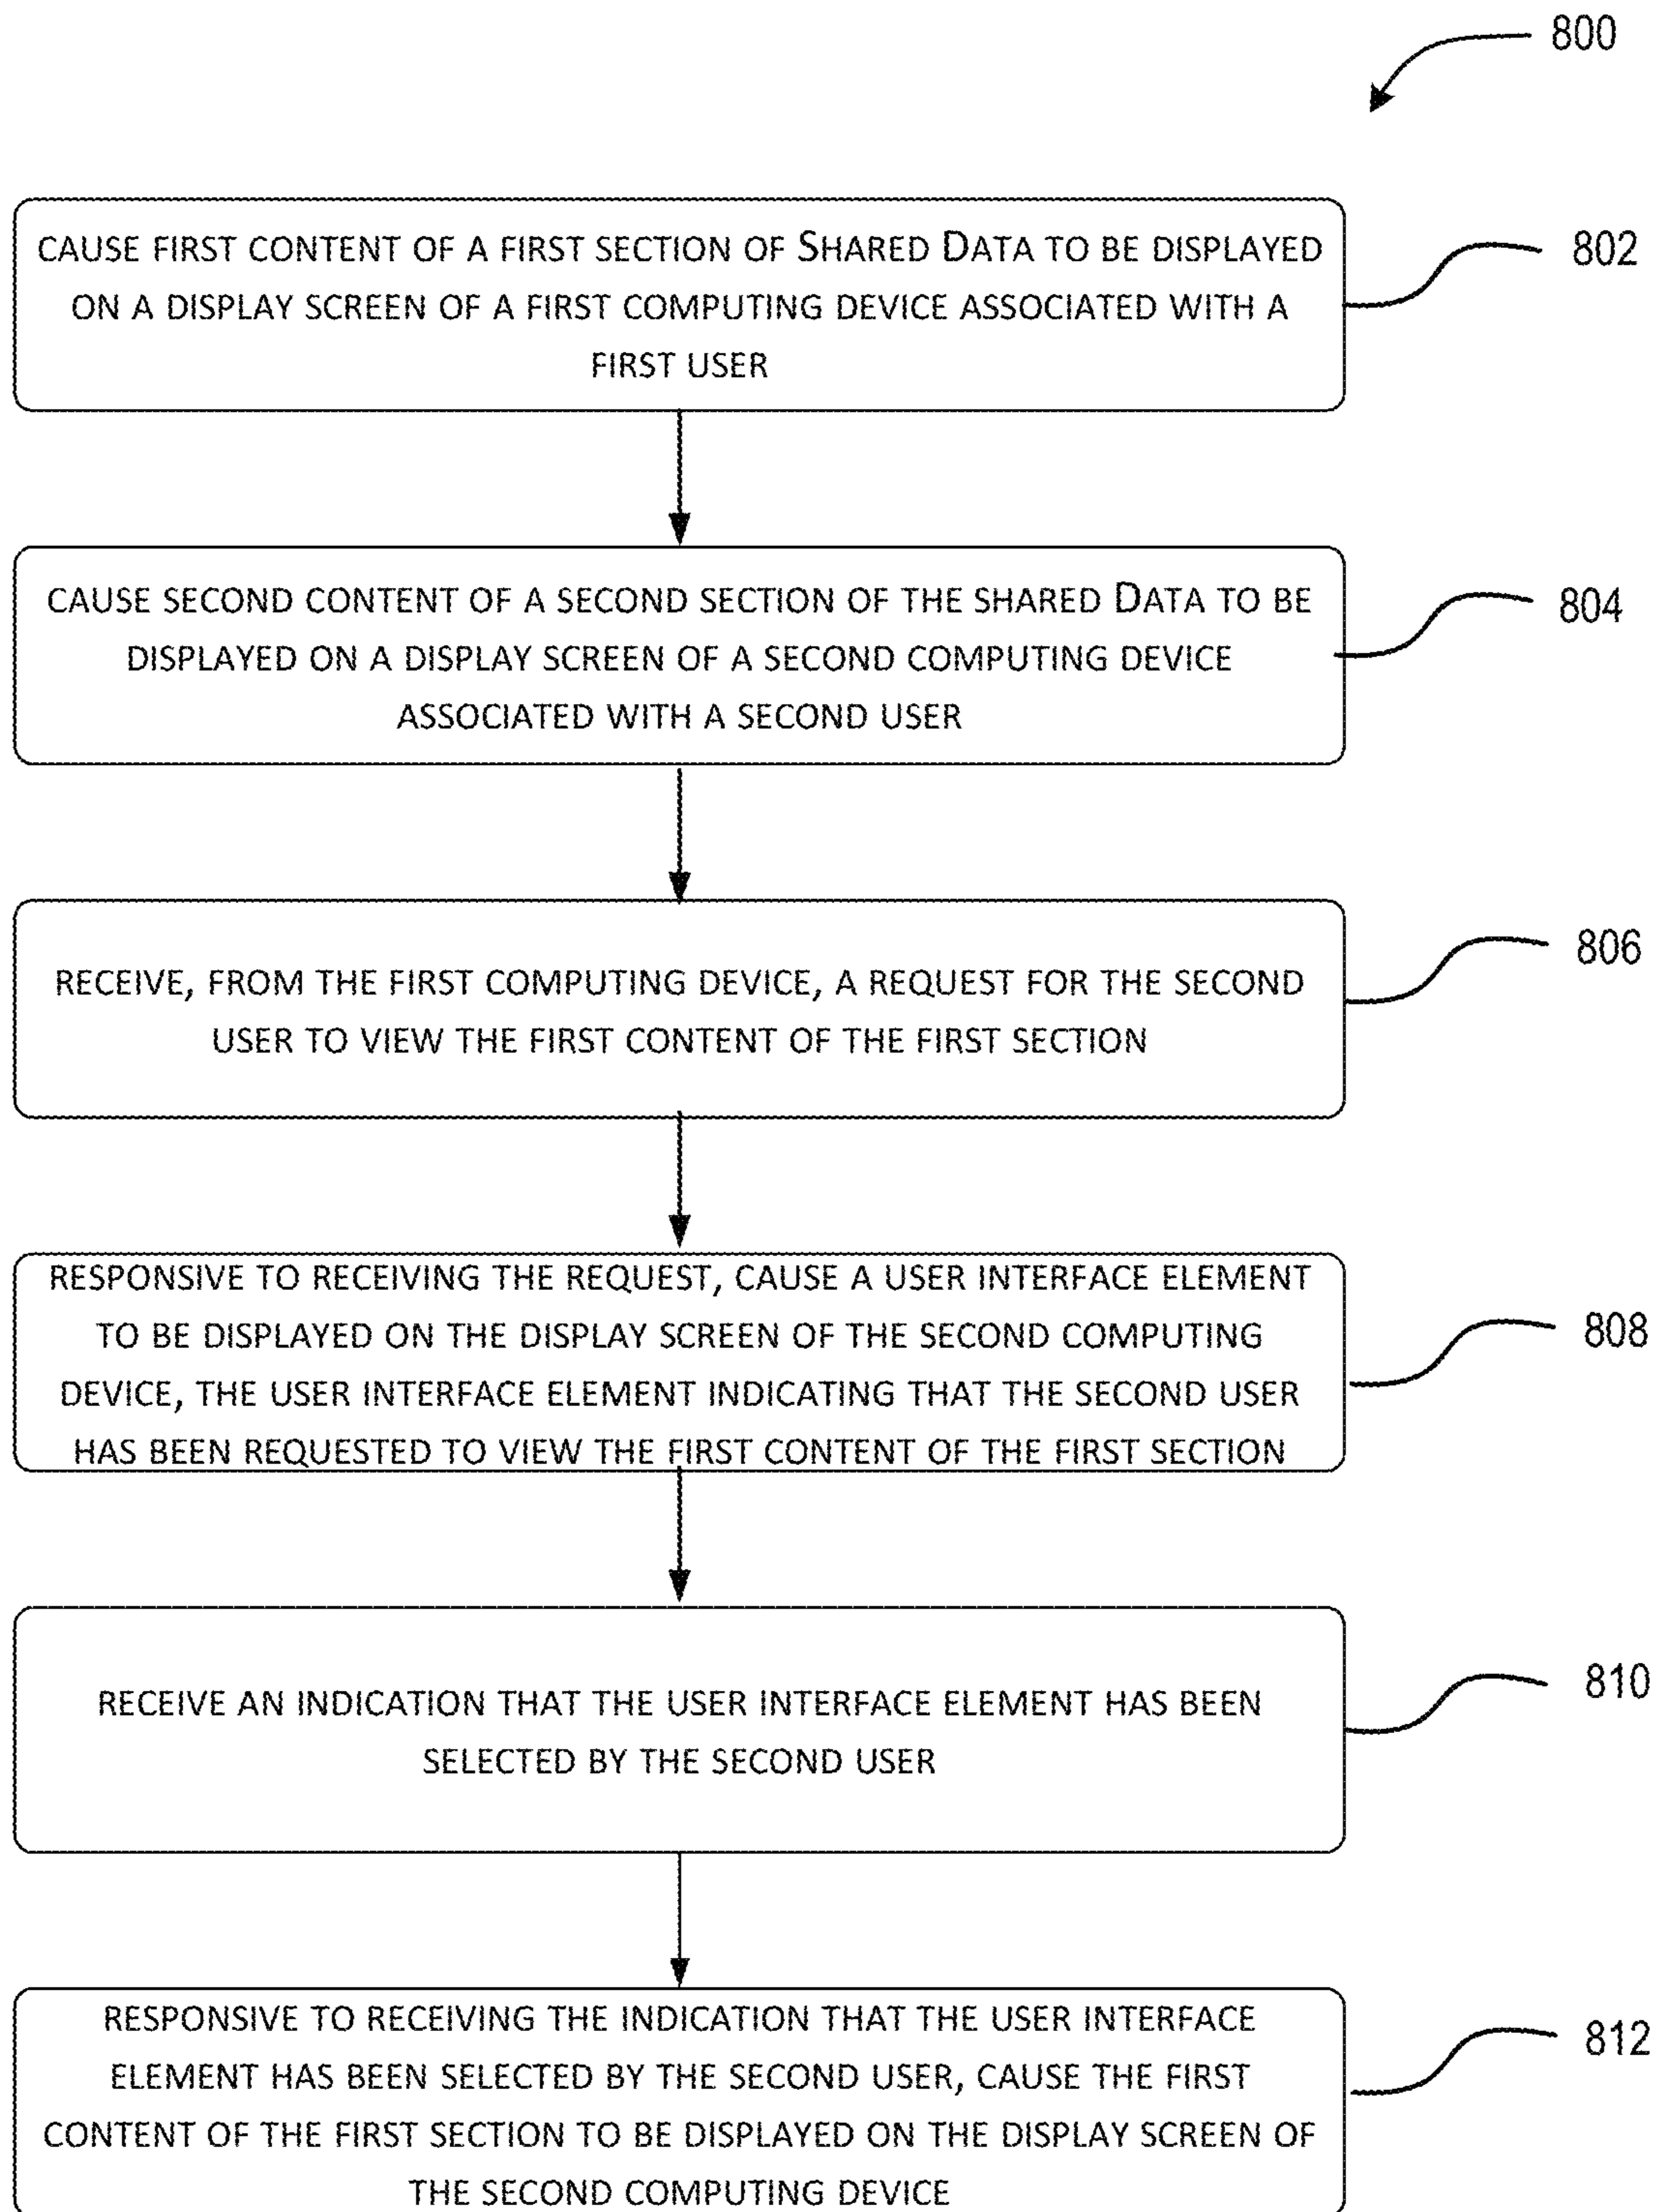 800
CAUSE FIRST CONTENT OF A FIRST SECTION OF SHARED DATA TO BE DISPLAYED
ON A DISPLAY SCREEN OF A FIRST COMPUTING DEVICE ASSOCIATED WITH A
FIRST USER
802
CAUSE SECOND CONTENT OF A SECOND SECTION OF THE SHARED DATA TO BE
DISPLAYED ON A DISPLAY SCREEN OF A SECOND COMPUTING DEVICE
ASSOCIATED WITH A SECOND USER
804
RECEIVE, FROM THE FIRST COMPUTING DEVICE, A REQUEST FOR THE SECOND
USER TO VIEW THE FIRST CONTENT OF THE FIRST SECTION
806
RESPONSIVE TO RECEIVING THE REQUEST, CAUSE A USER INTERFACE ELEMENT
TO BE DISPLAYED ON THE DISPLAY SCREEN OF THE SECOND COMPUTING
DEVICE, THE USER INTERFACE ELEMENT INDICATING THAT THE SECOND USER
HAS BEEN REQUESTED TO VIEW THE FIRST CONTENT OF THE FIRST SECTION
808
RECEIVE AN INDICATION THAT THE USER INTERFACE ELEMENT HAS BEEN
SELECTED BY THE SECOND USER
810
RESPONSIVE TO RECEIVING THE INDICATION THAT THE USER INTERFACE
ELEMENT HAS BEEN SELECTED BY THE SECOND USER, CAUSE THE FIRST
CONTENT OF THE FIRST SECTION TO BE DISPLAYED ON THE DISPLAY SCREEN OF
THE SECOND COMPUTING DEVICE
812